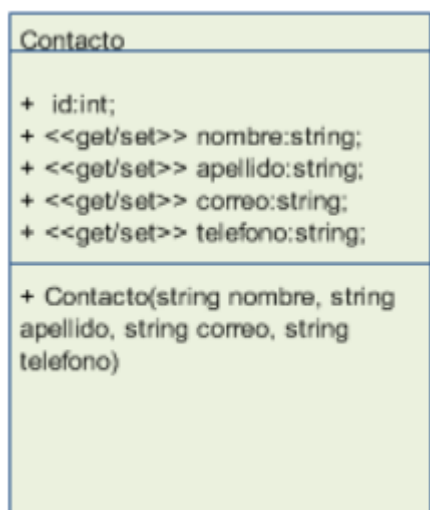 Contacto
+ id:int;
+ <<get/set>> nombre:string;
+ <<get/set>> apellido:string;
+ <<get/set>> correo:string;
+ <<get/set>> telefono:string;
+ Contacto(string nombre, string
apellido, string correo, string
telefono)